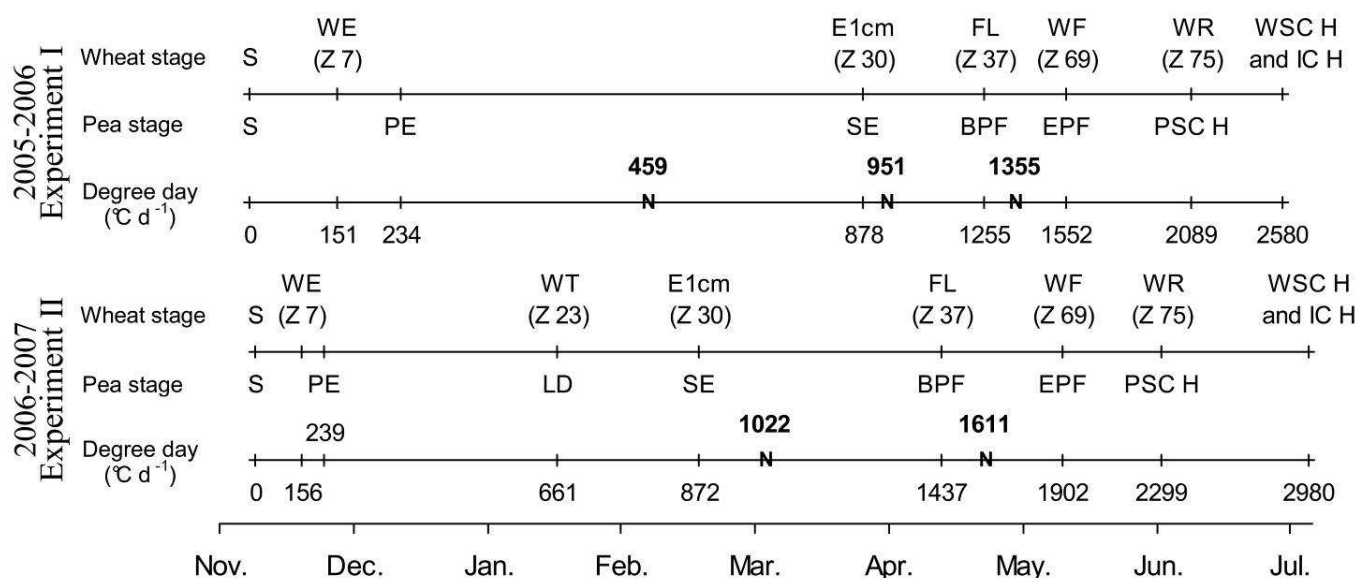 2005-2006
Experiment I
WE E1cm FL WF WR WSC H
Wheat stage S (Z 7) (Z 30) (Z 37) (Z 69) (Z 75) and IC H
Pea stage S PE SE BPF EPF PSC H
459 951 1355
Degree day
(°C d -1) N N N
0 151 234 878 1255 1552 2089 2580
2006-2007
Experiment II
WE WT E1cm FL WF WR WSC H
Wheat stage S (Z 7) (Z 23) (Z 30) (Z 37) (Z 69) (Z 75) and IC H
Pea stage S PE LD SE BPF EPF PSC H
239 1022 1611
Degree day
(°C d -1) N N
0 156 661 872 1437 1902 2299 2980
Nov. Dec. Jan. Feb. Mar. Apr. May. Jun. Jul.